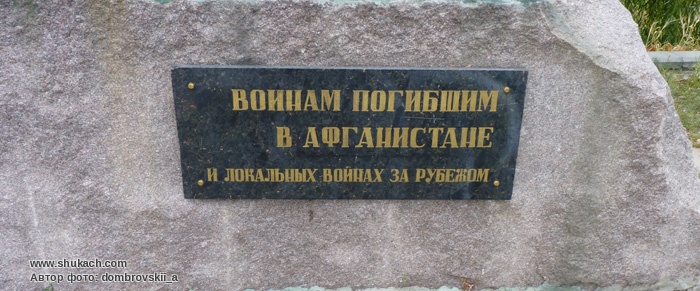 ВОИНАМ ПОГИБШИМ
В АФГАНИСТАНЕ
И ЛОКАЛЬНЫХ ВОЙНАХ ЗА РУБЕЖОМ
www.shukach.com
Автор фото: dombrovskii_a